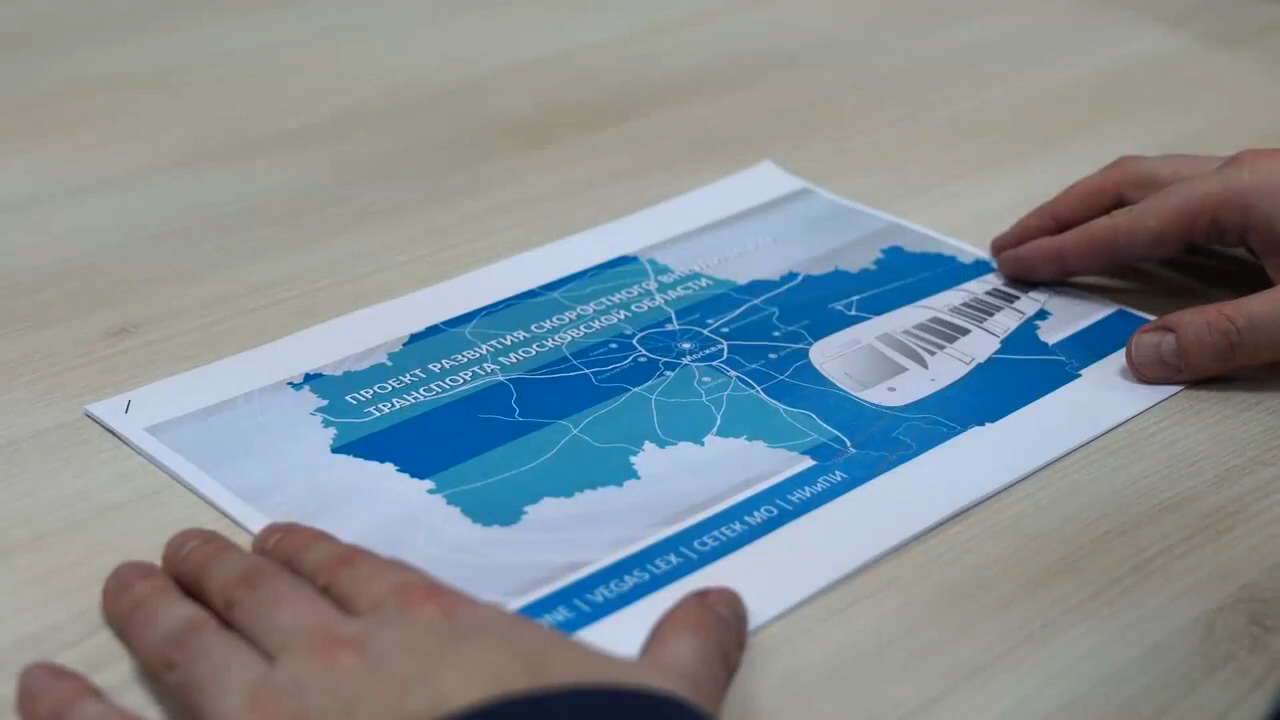 ПРОЕКТ РАЗВИТИЯ СКОРОСТНОГО
ТРАНСПОРТА МОСКОВСКОЙ ОБЛАСТИ
Москва
| VEGAS LEX | СЕТЕК МО | НИиПИ